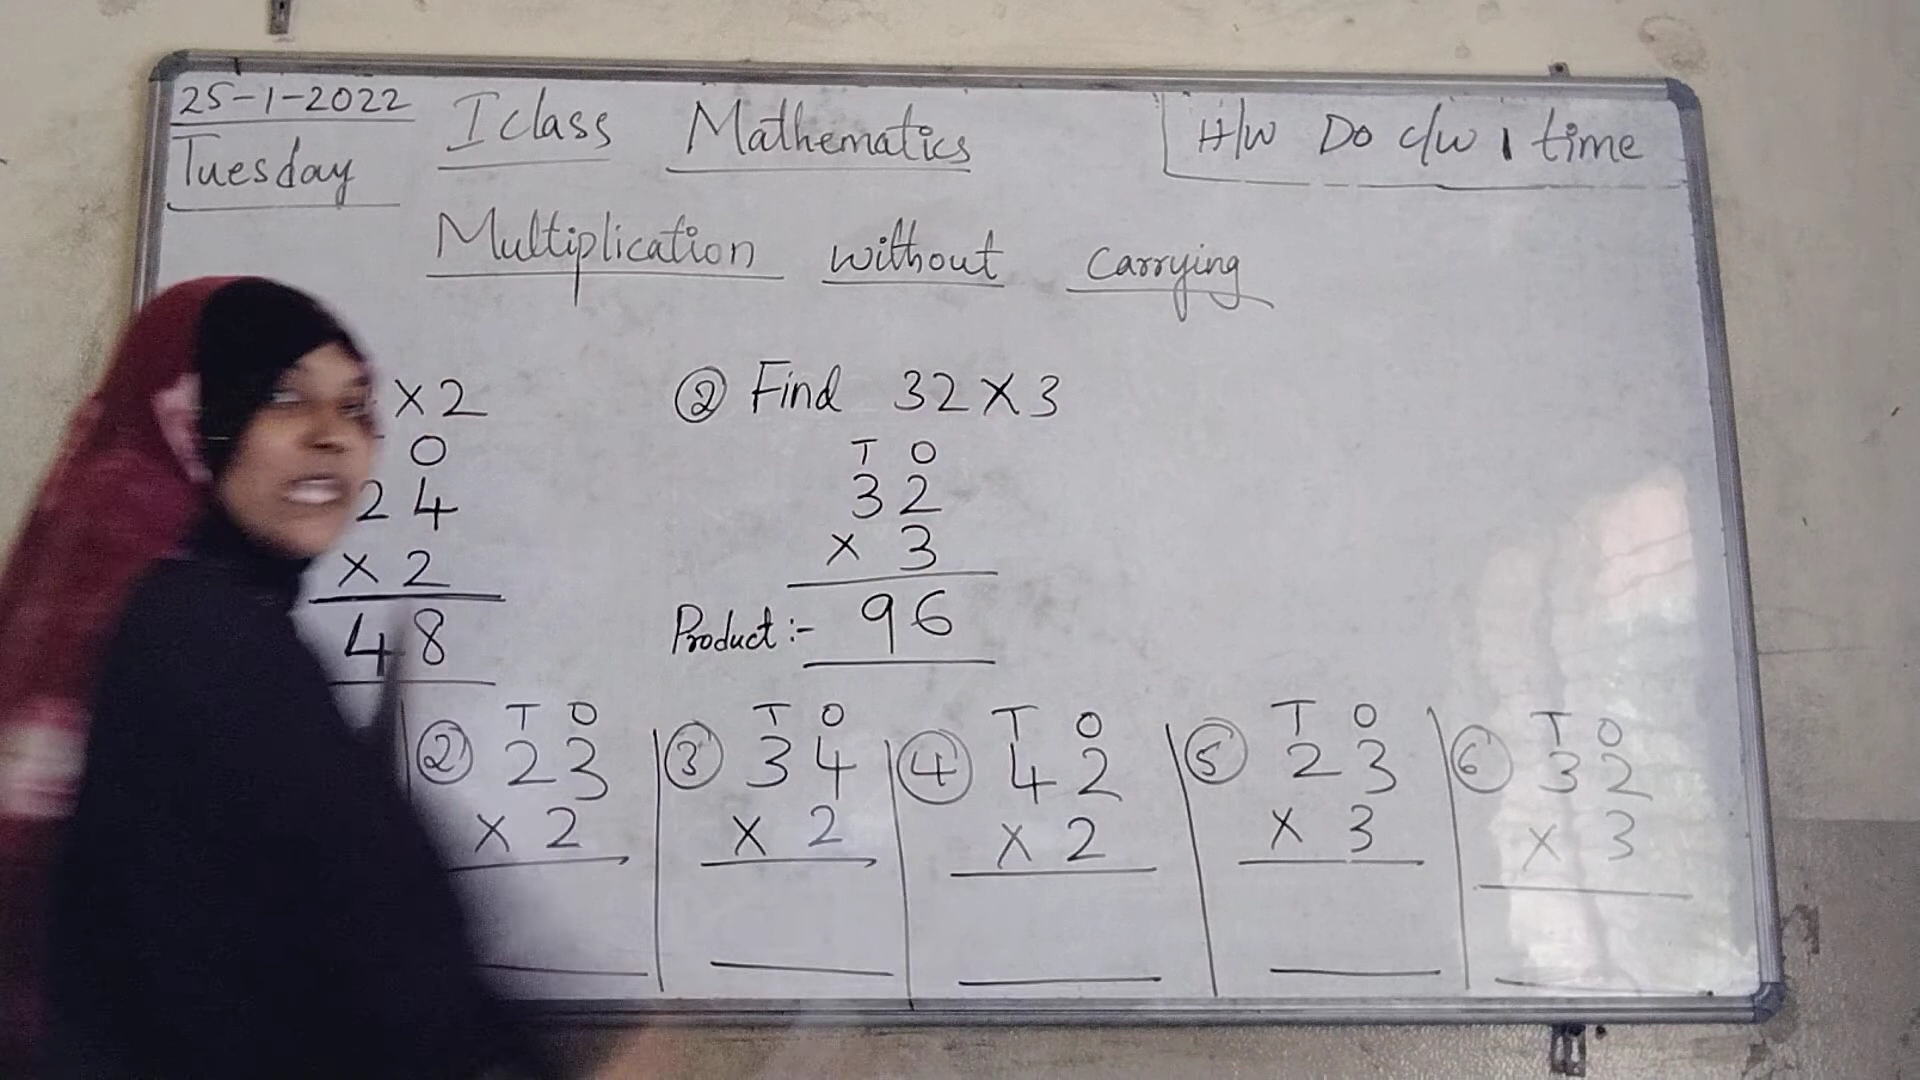 25-1-2022
Tuesday
I class Mathematics
H/W Do c/w 1 time
Multiplication without carrying
×2
O
24
×2
48
② Find 32×3
T O
32
× 3
Product:- 96
② T O
23
× 2
③ T O
34
× 2
④ T O
42
× 2
⑤ T O
23
× 3
⑥ T O
32
× 3